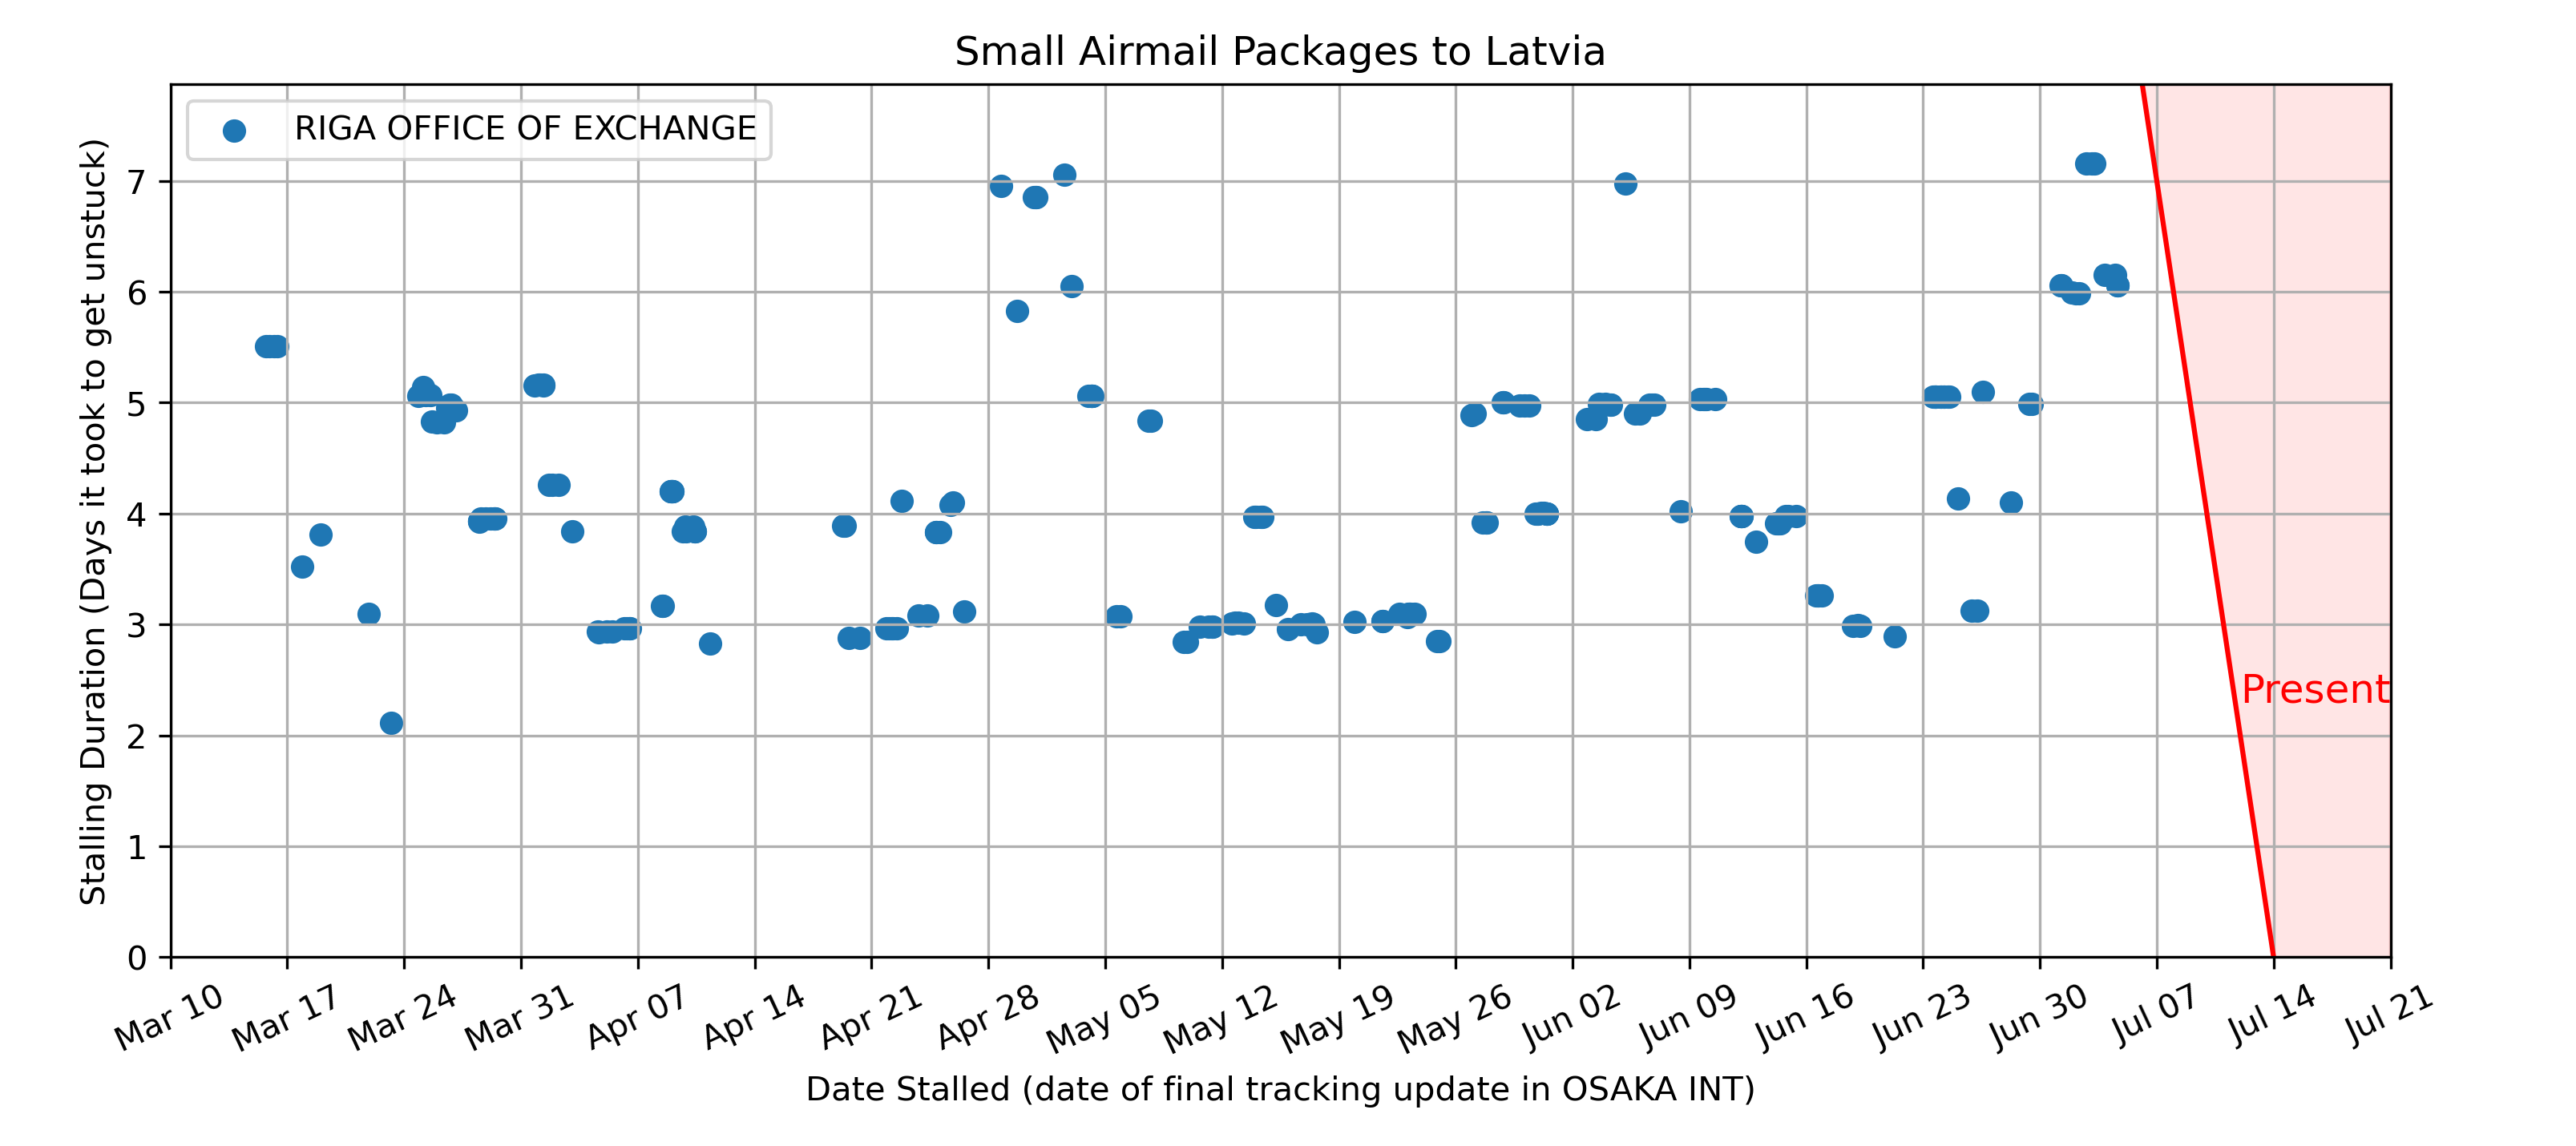 Small Airmail Packages to Latvia
RIGA OFFICE OF EXCHANGE
Stalling Duration (Days it took to get unstuck)
7
6
5
4
3
2
1
0
Present
Mar 10
Mar 17
Mar 24
Mar 31
Apr 07
Apr 14
Apr 21
Apr 28
May 05
May 12
May 19
May 26
Jun 02
Jun 09
Jun 16
Jun 23
Jun 30
Jul 07
Jul 14
Jul 21
Date Stalled (date of final tracking update in OSAKA INT)